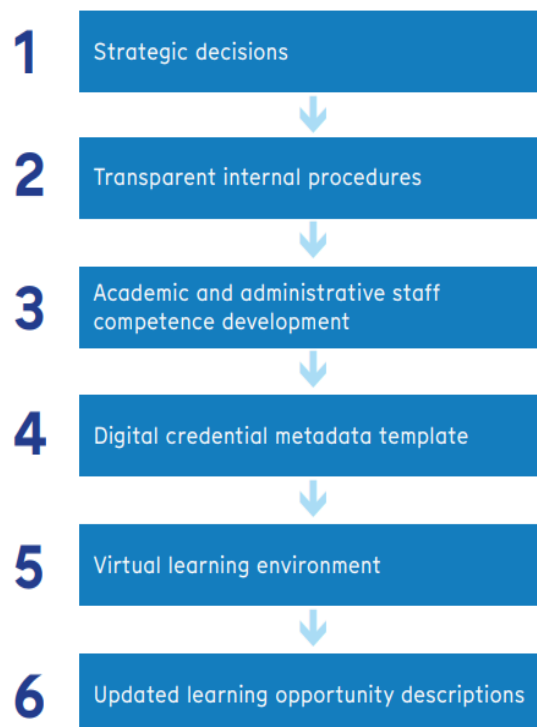 1
Strategic decisions
2
Transparent internal procedures
3
Academic and administrative staff
competence development
4
Digital credential metadata template
5
Virtual learning environment
6
Updated learning opportunity descriptions